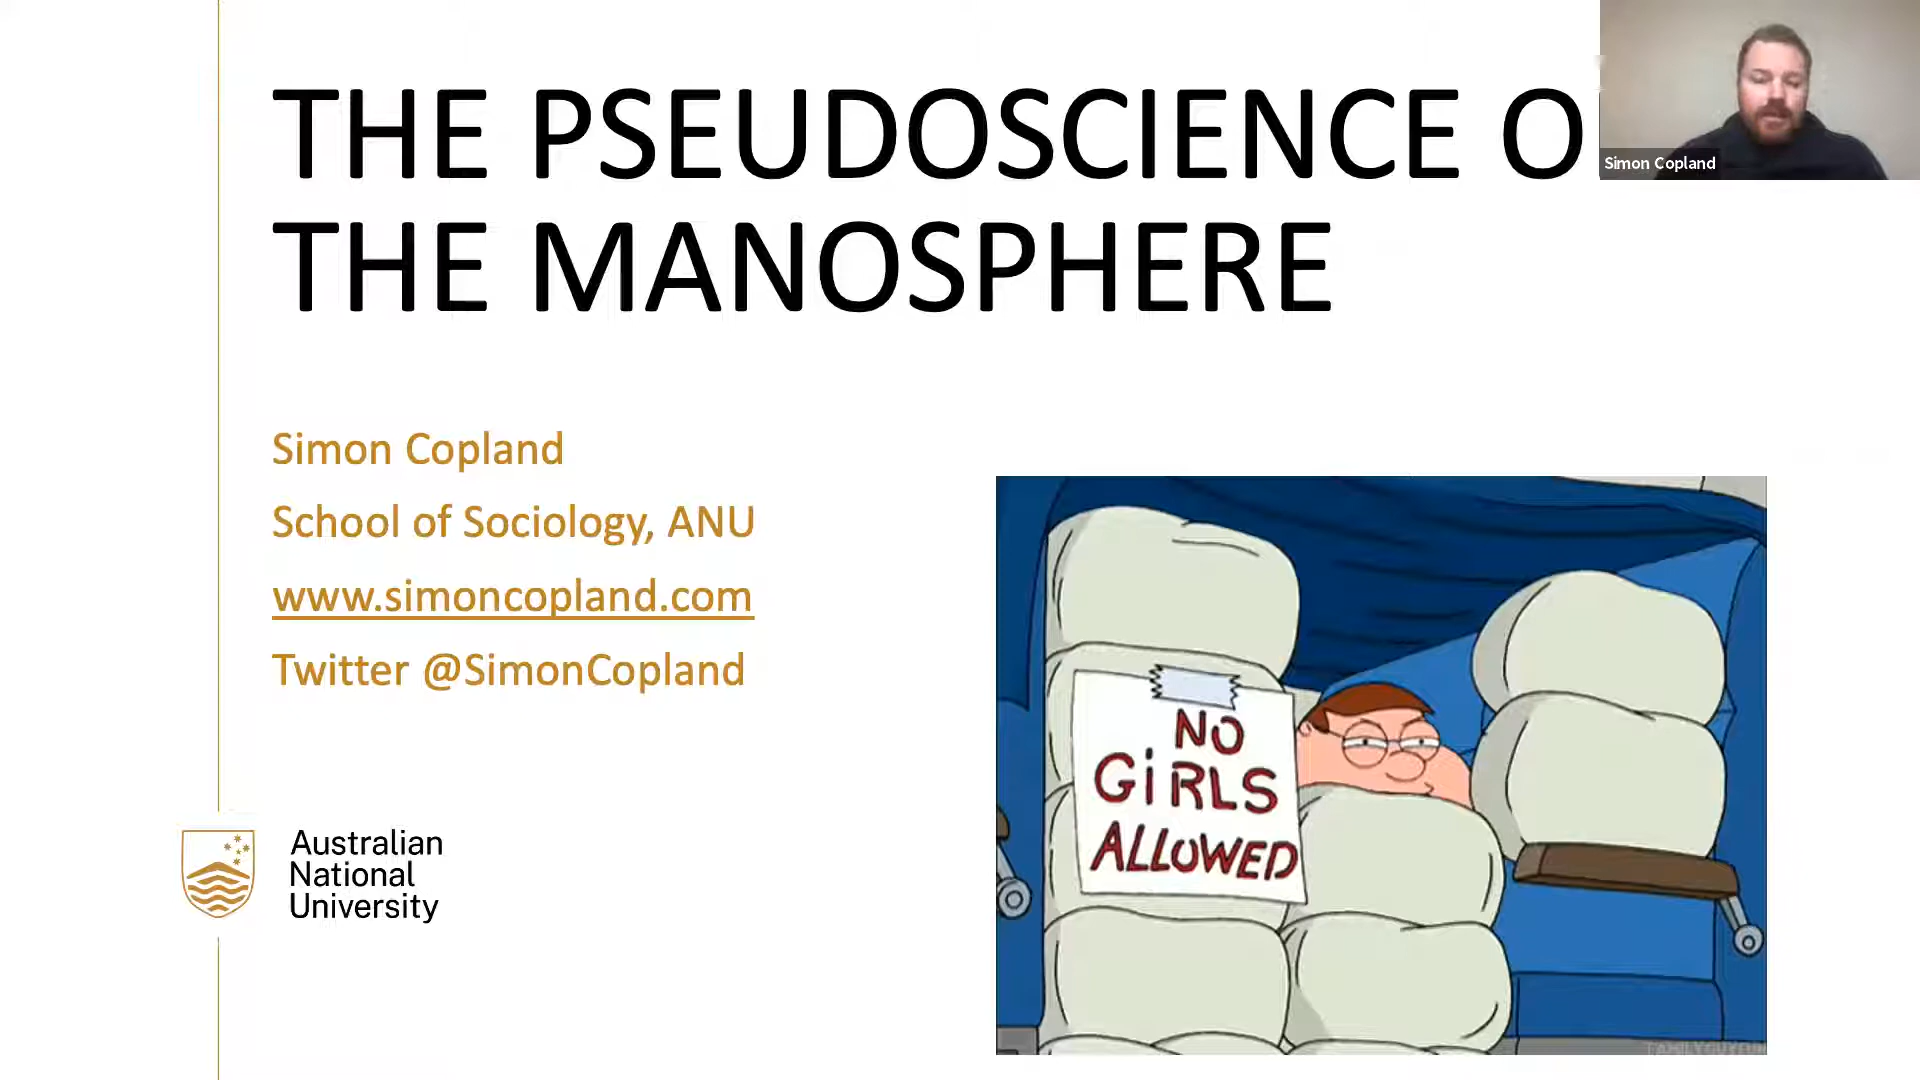 THE PSEUDOSCIENCE O
THE MANOSPHERE
Simon Copland
Simon Copland
School of Sociology, ANU
www.simoncopland.com
Twitter @SimonCopland
NO
GiRLS
ALLOWED
Australian
National
University